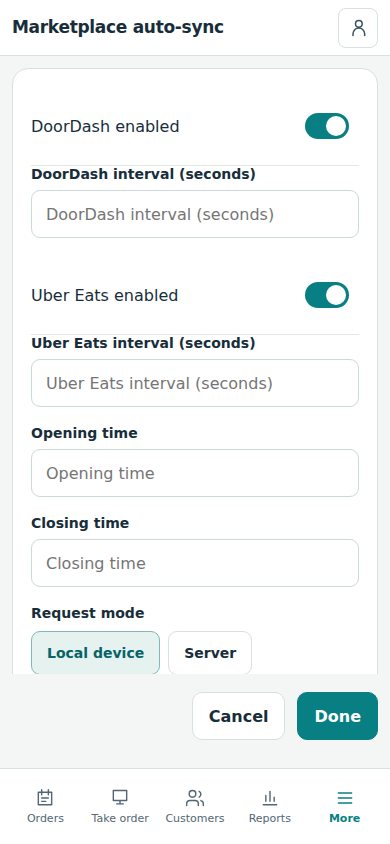 Marketplace auto-sync
DoorDash enabled
DoorDash interval (seconds)
DoorDash interval (seconds)
Uber Eats enabled
Uber Eats interval (seconds)
Uber Eats interval (seconds)
Opening time
Opening time
Closing time
Closing time
Request mode
Local device Server
Cancel Done
Orders Take order Customers Reports More